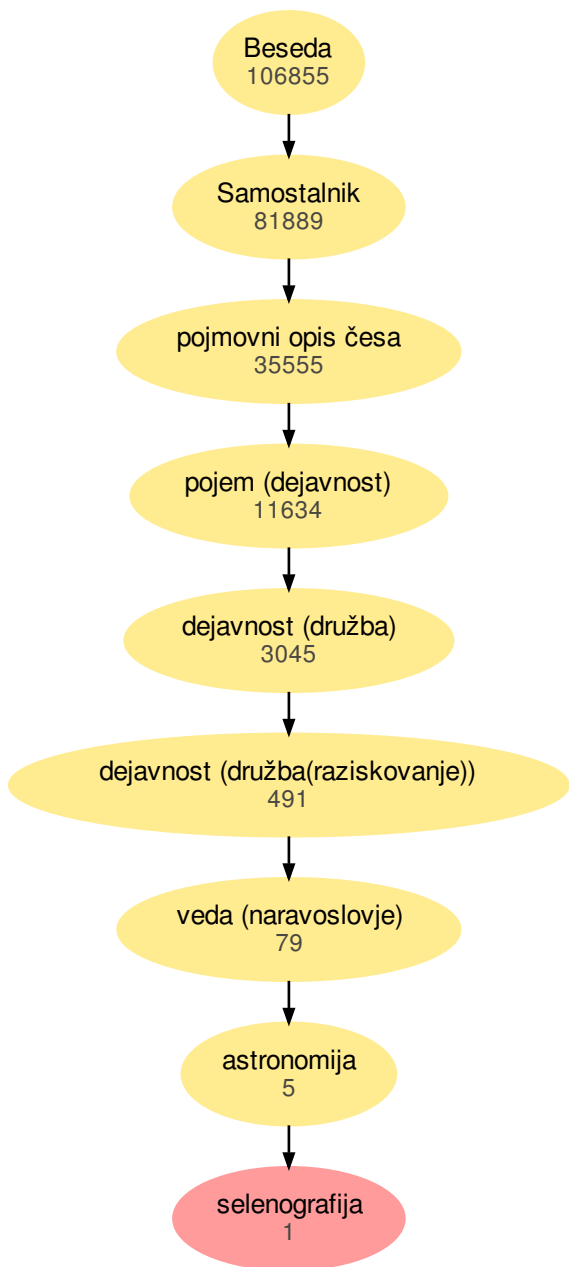 Beseda
106855
Samostalnik
81889
pojmovni opis česa
35555
pojem (dejavnost)
11634
dejavnost (družba)
3045
dejavnost (družba(raziskovanje))
491
veda (naravoslovje)
79
astronomija
5
selenografija
1